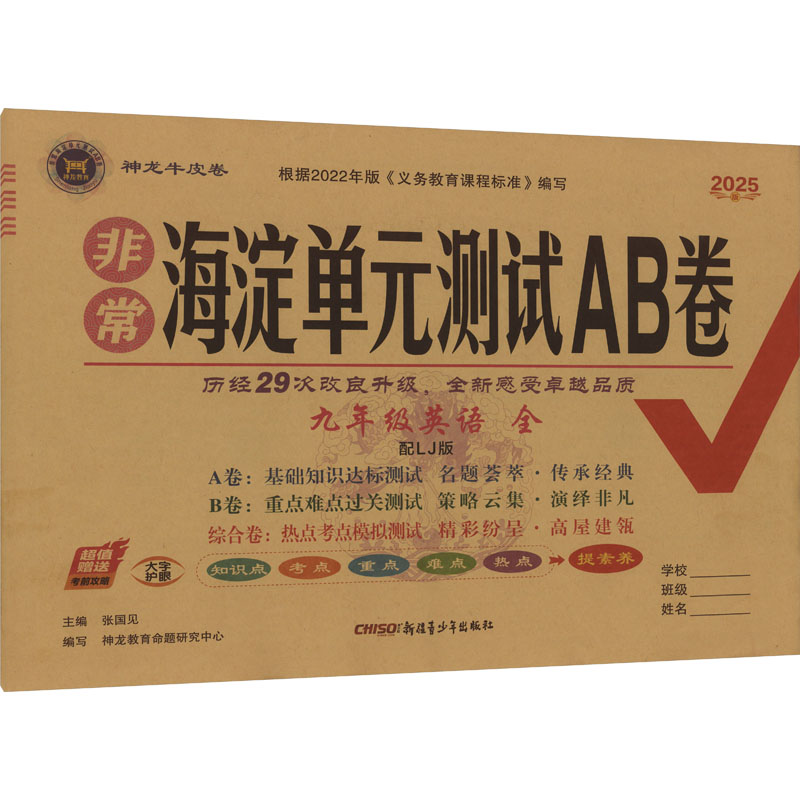 神龙牛皮卷
根据2022年版《义务教育课程标准》编写
2025
版
非常
海淀单元测试AB卷
历经29次改良升级，全新感受卓越品质
九年级英语 全
配LJ版
A卷：基础知识达标测试 名题荟萃·传承经典
B卷：重点难点过关测试 策略云集·演绎非凡
综合卷：热点考点模拟测试 精彩纷呈·高屋建瓴
超值
赠送
考前攻略
大字
护眼
知识点 考点 重点 难点 热点 提素养
学校
班级
姓名
主编 张国见
编写 神龙教育命题研究中心
CHISO 新疆青少年出版社